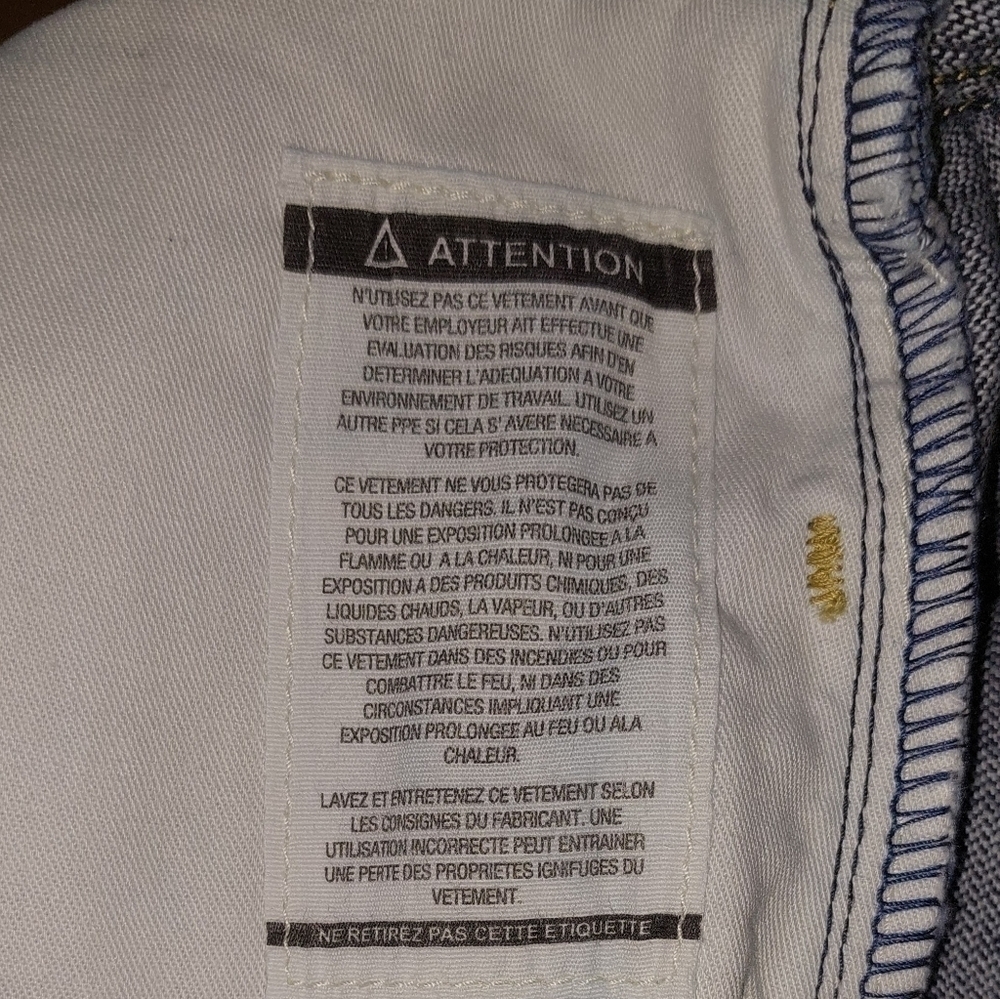 ATTENTION
N'UTILISEZ PAS CE VETEMENT AVANT QUE
VOTRE EMPLOYEUR AIT EFFECTUE UNE
EVALUATION DES RISQUES AFIN D'EN
DETERMINER L'ADEQUATION A VOTRE
ENVIRONNEMENT DE TRAVAIL. UTILISEZ UN
AUTRE PPE SI CELA S'AVERE NECESSAIRE A
VOTRE PROTECTION.
CE VETEMENT NE VOUS PROTEGERA PAS DE
TOUS LES DANGERS. IL N'EST PAS CONÇU
POUR UNE EXPOSITION PROLONGEE A LA
FLAMME OU A LA CHALEUR, NI POUR UNE
EXPOSITION A DES PRODUITS CHIMIQUES, DES
LIQUIDES CHAUDS, LA VAPEUR, OU D'AUTRES
SUBSTANCES DANGEREUSES. N'UTILISEZ PAS
CE VETEMENT DANS DES INCENDIES OU POUR
COMBATTRE LE FEU, NI DANS DES
CIRCONSTANCES IMPLIQUANT UNE
EXPOSITION PROLONGEE AU FEU OU ALA
CHALEUR.
LAVEZ ET ENTRETENEZ CE VETEMENT SELON
LES CONSIGNES DU FABRICANT. UNE
UTILISATION INCORRECTE PEUT ENTRAINER
UNE PERTE DES PROPRIETES IGNIFUGES DU
VETEMENT.
NE RETIREZ PAS CETTE ETIQUETTE